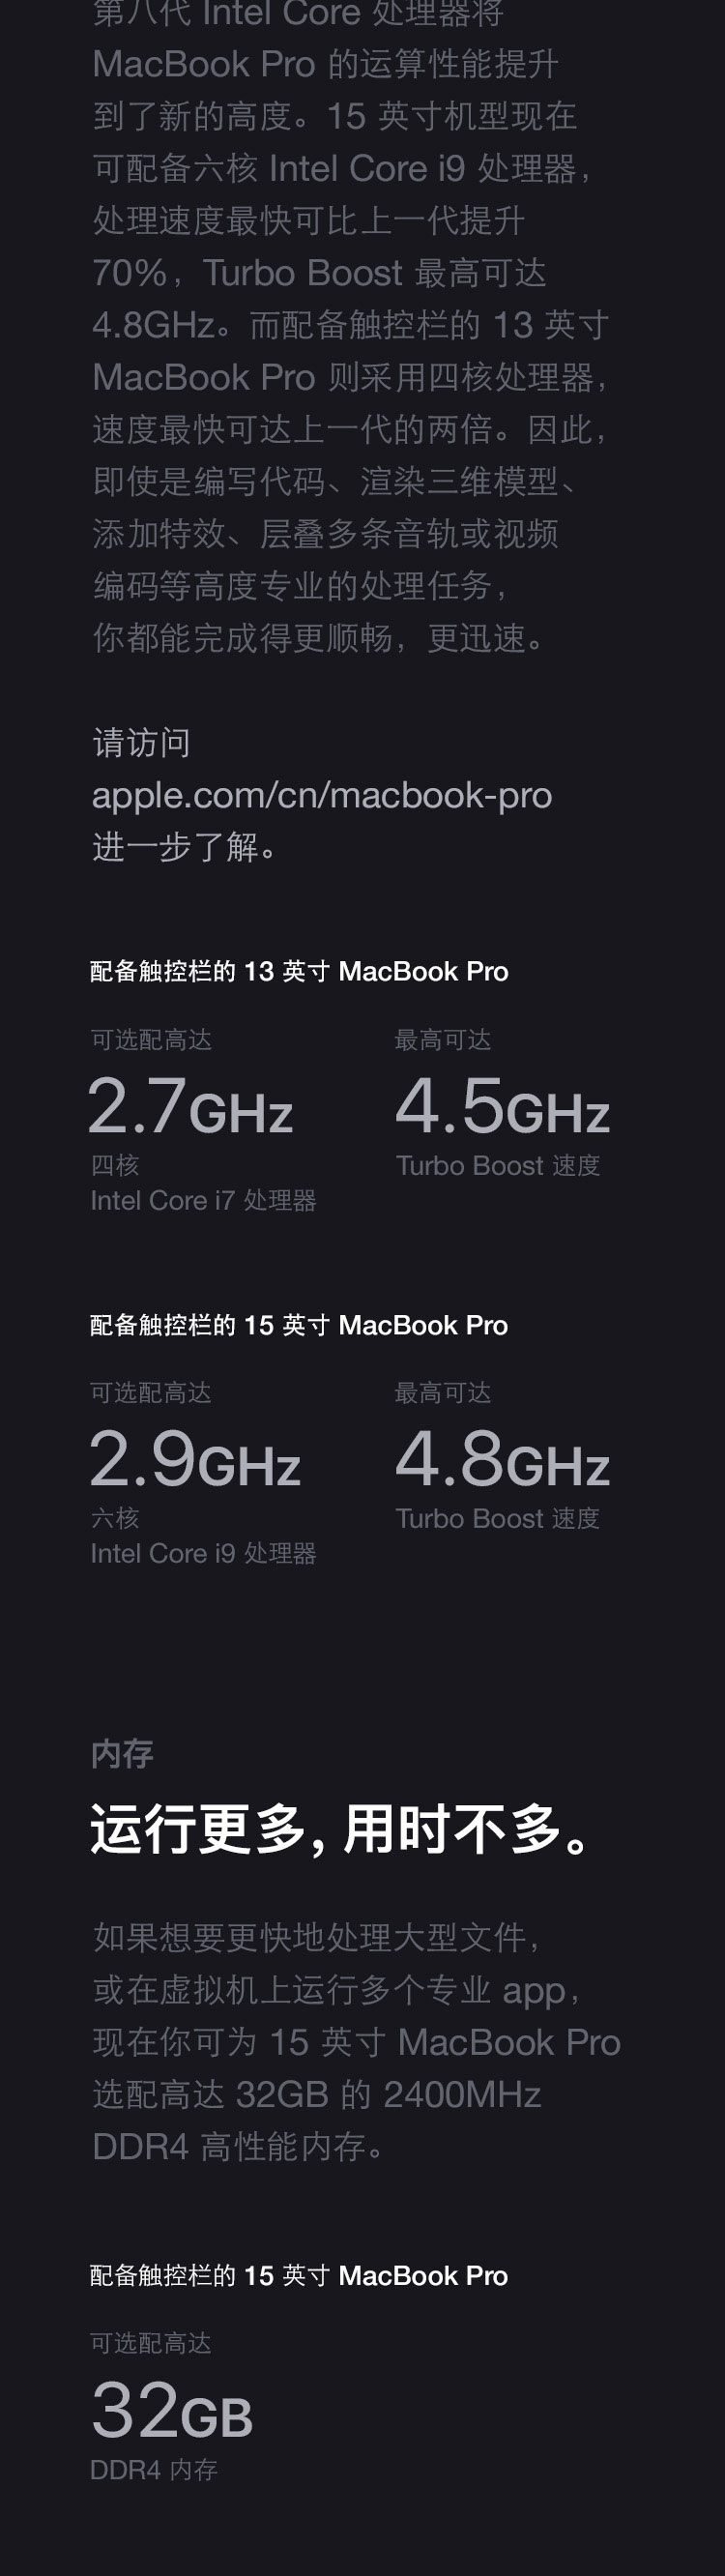 第八代 Intel Core 处理器将
MacBook Pro 的运算性能提升
到了新的高度。15 英寸机型现在
可配备六核 Intel Core i9 处理器，
处理速度最快可比上一代提升
70%，Turbo Boost 最高可达
4.8GHz。而配备触控栏的 13 英寸
MacBook Pro 则采用四核处理器，
速度最快可达上一代的两倍。因此，
即使是编写代码、渲染三维模型、
添加特效、层叠多条音轨或视频
编码等高度专业的处理任务，
你都能完成得更顺畅，更迅速。
请访问
apple.com/cn/macbook-pro
进一步了解。
配备触控栏的 13 英寸 MacBook Pro
可选配高达 最高可达
2.7GHz 4.5GHz
四核 Turbo Boost 速度
Intel Core i7 处理器
配备触控栏的 15 英寸 MacBook Pro
可选配高达 最高可达
2.9GHz 4.8GHz
六核 Turbo Boost 速度
Intel Core i9 处理器
内存
运行更多，用时不多。
如果想要更快地处理大型文件，
或在虚拟机上运行多个专业 app，
现在你可为 15 英寸 MacBook Pro
选配高达 32GB 的 2400MHz
DDR4 高性能内存。
配备触控栏的 15 英寸 MacBook Pro
可选配高达
32GB
DDR4 内存